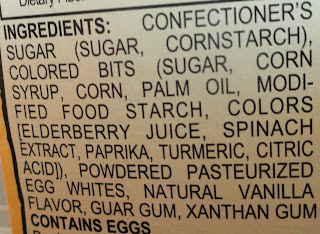 Dietary Fiber
INGREDIENTS: CONFECTIONER'S
SUGAR (SUGAR, CORNSTARCH),
COLORED BITS (SUGAR, CORN
SYRUP, CORN, PALM OIL, MODI-
FIED FOOD STARCH, COLORS
[ELDERBERRY JUICE, SPINACH
EXTRACT, PAPRIKA, TURMERIC, CITRIC
ACID]), POWDERED PASTEURIZED
EGG WHITES, NATURAL VANILLA
FLAVOR, GUAR GUM, XANTHAN GUM
CONTAINS EGGS